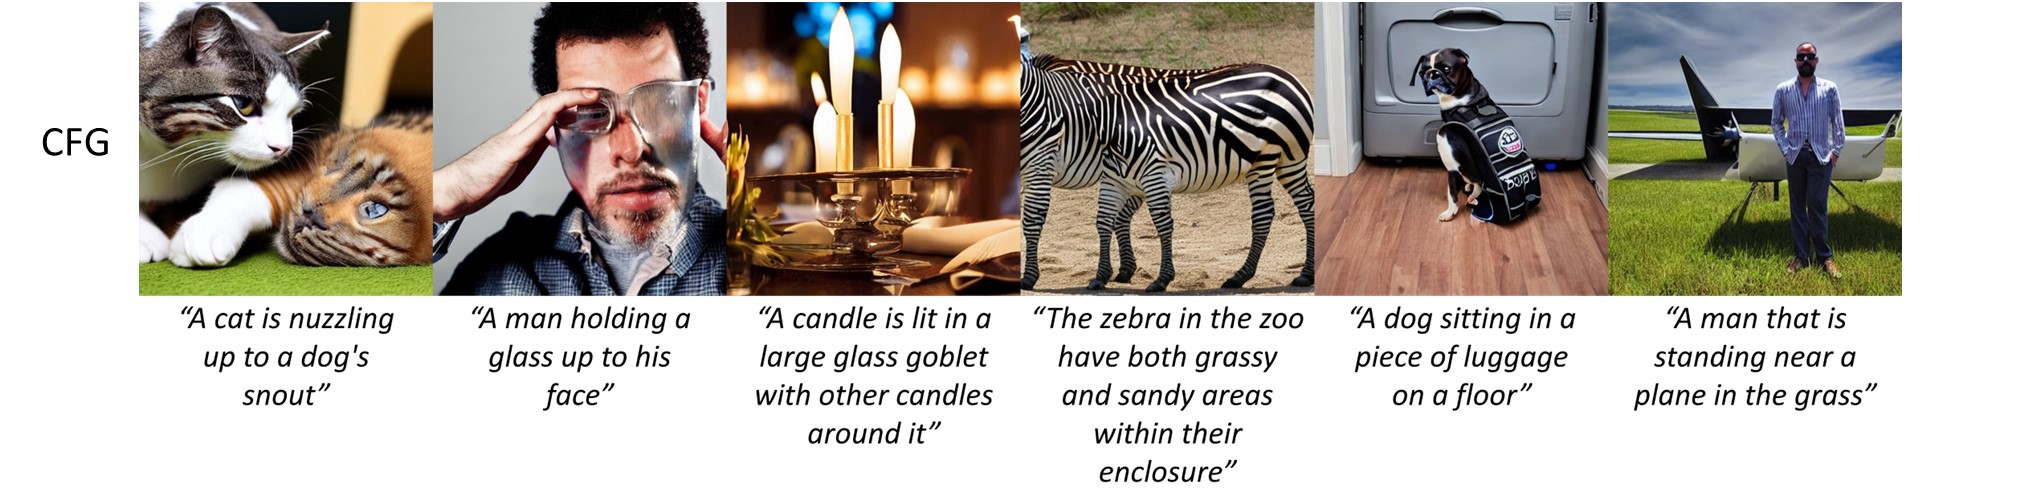 CFG
“A cat is nuzzling
up to a dog's
snout”
“A man holding a
glass up to his
face”
“A candle is lit in a
large glass goblet
with other candles
around it”
“The zebra in the zoo
have both grassy
and sandy areas
within their
enclosure”
“A dog sitting in a
piece of luggage
on a floor”
“A man that is
standing near a
plane in the grass”